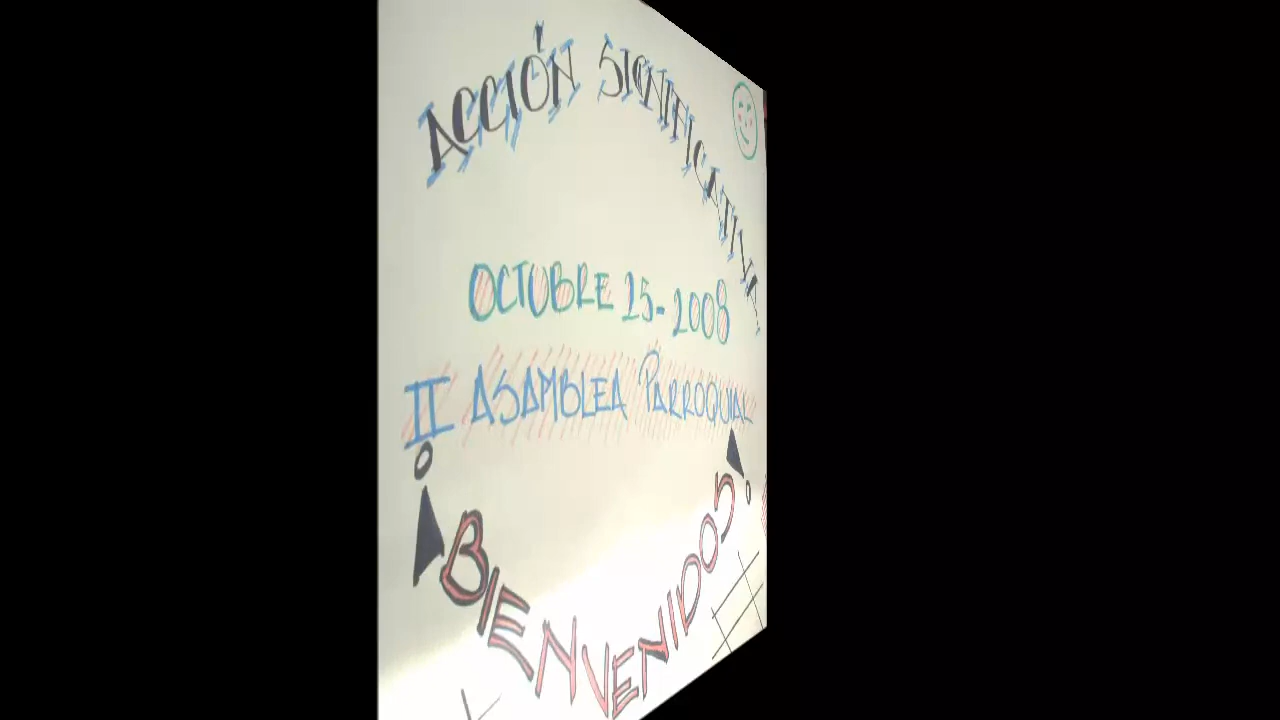 ACCIÓN SIGNIFICATIVA
OCTUBRE 25-2008
II ASAMBLEA PARROQUIAL
¡BIENVENIDOS!